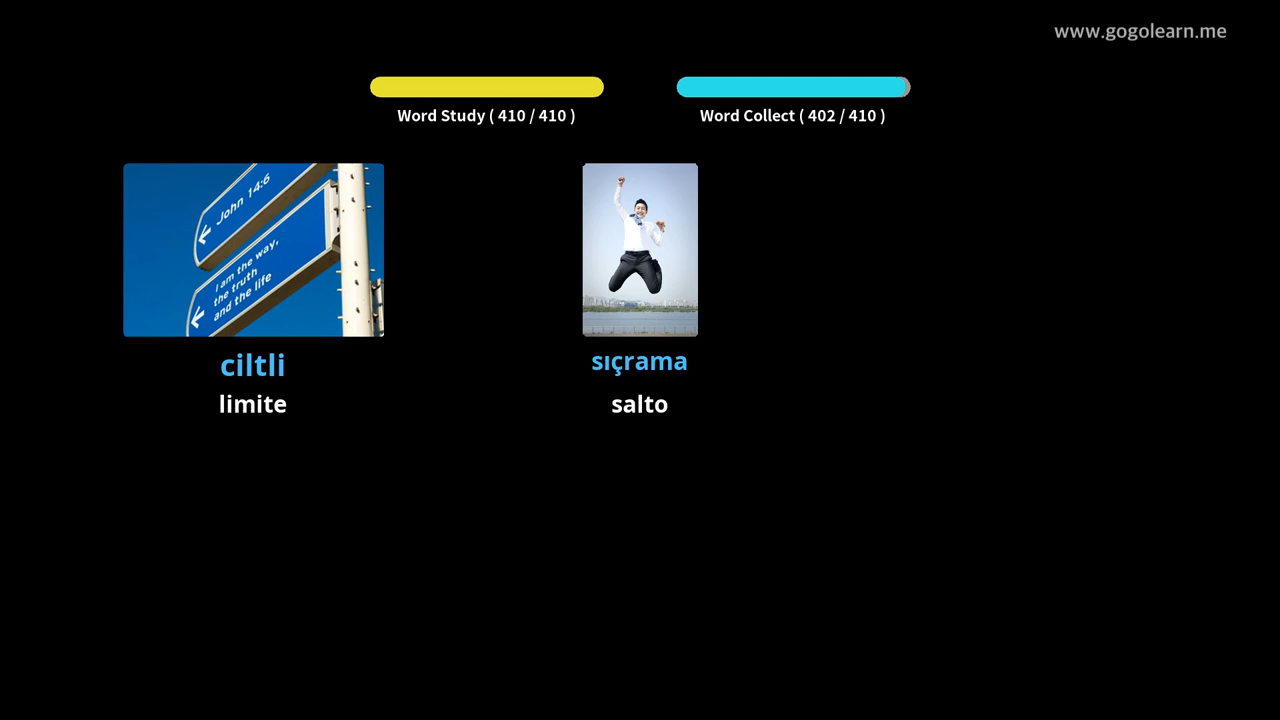 www.gogolearn.me
Word Study ( 410 / 410 )
Word Collect ( 402 / 410 )
John 14:6
I am the way,
the truth
and the life
ciltli
limite
sıçrama
salto